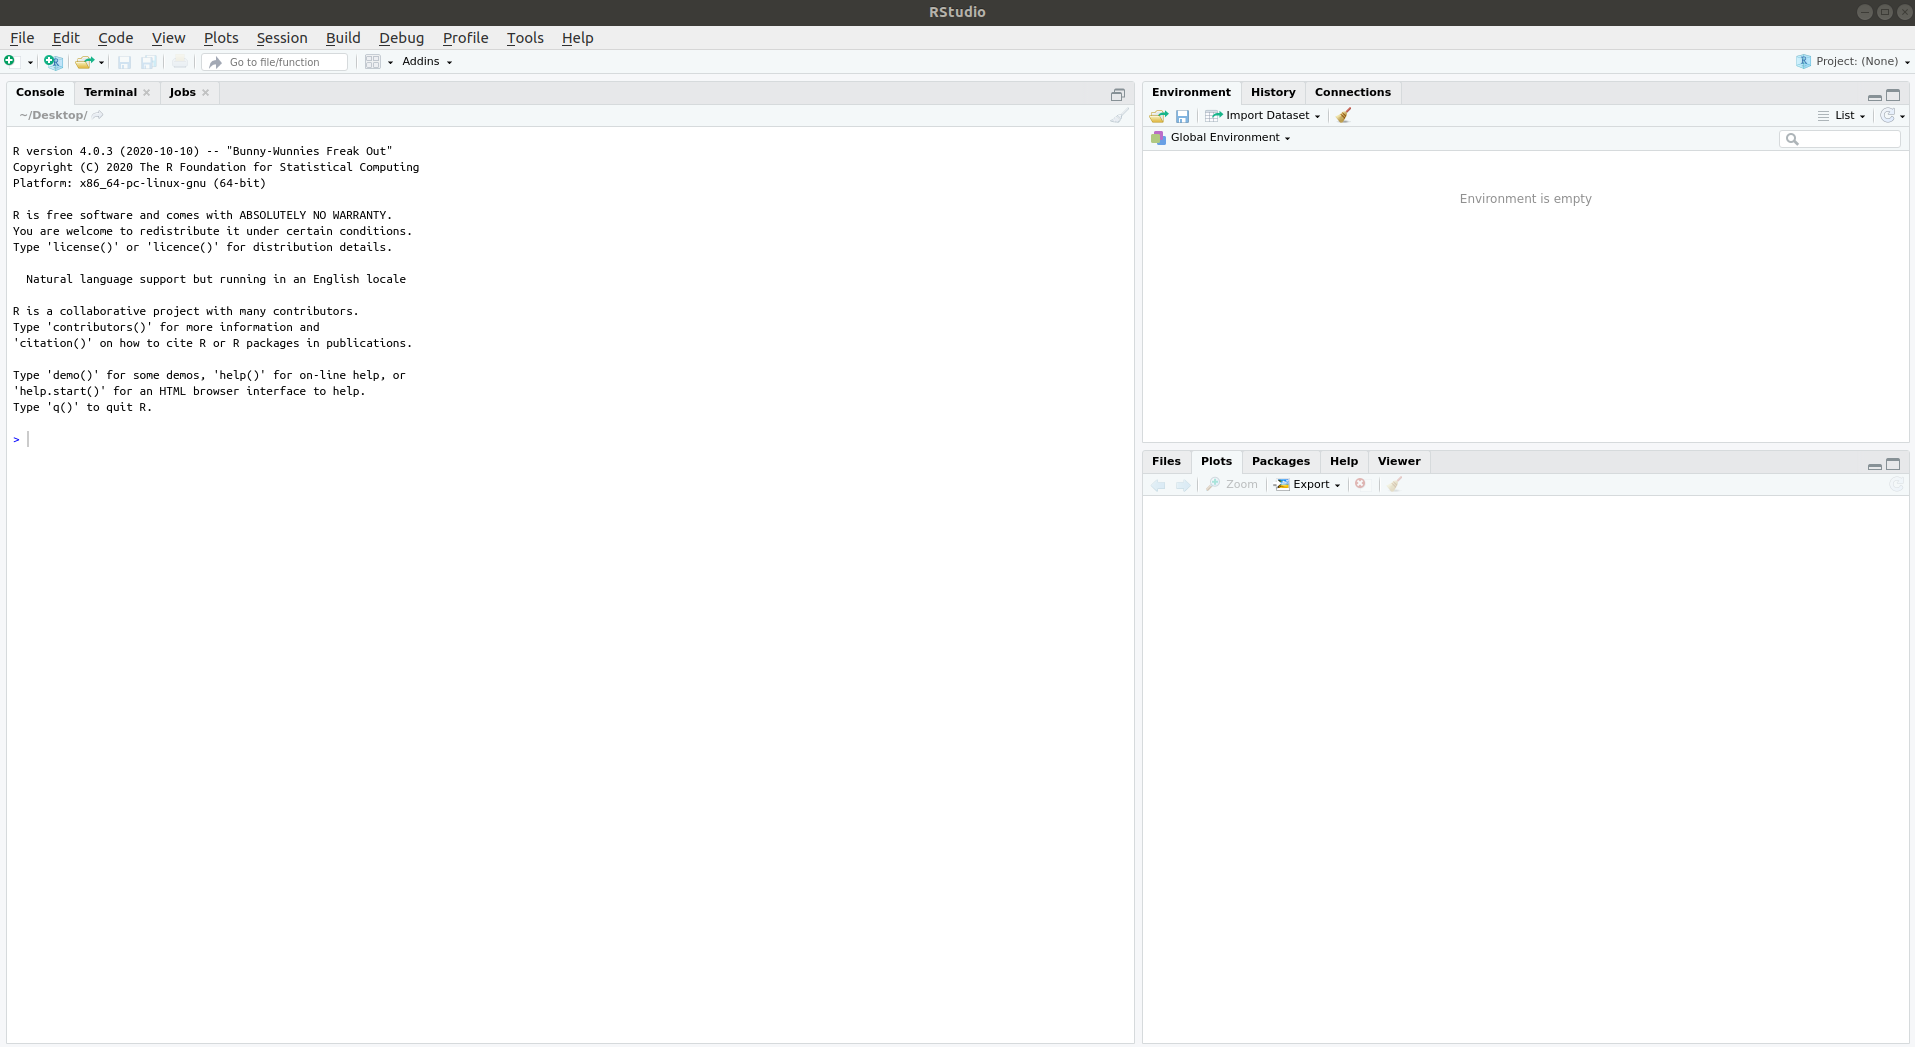 RStudio
File Edit Code View Plots Session Build Debug Profile Tools Help
Go to file/function Addins Project: (None)
Console Terminal Jobs
~/Desktop/
R version 4.0.3 (2020-10-10) -- "Bunny-Wunnies Freak Out"
Copyright (C) 2020 The R Foundation for Statistical Computing
Platform: x86_64-pc-linux-gnu (64-bit)
R is free software and comes with ABSOLUTELY NO WARRANTY.
You are welcome to redistribute it under certain conditions.
Type 'license()' or 'licence()' for distribution details.
Natural language support but running in an English locale
R is a collaborative project with many contributors.
Type 'contributors()' for more information and
'citation()' on how to cite R or R packages in publications.
Type 'demo()' for some demos, 'help()' for on-line help, or
'help.start()' for an HTML browser interface to help.
Type 'q()' to quit R.
>
Environment History Connections
Import Dataset List
Global Environment
Environment is empty
Files Plots Packages Help Viewer
Zoom Export